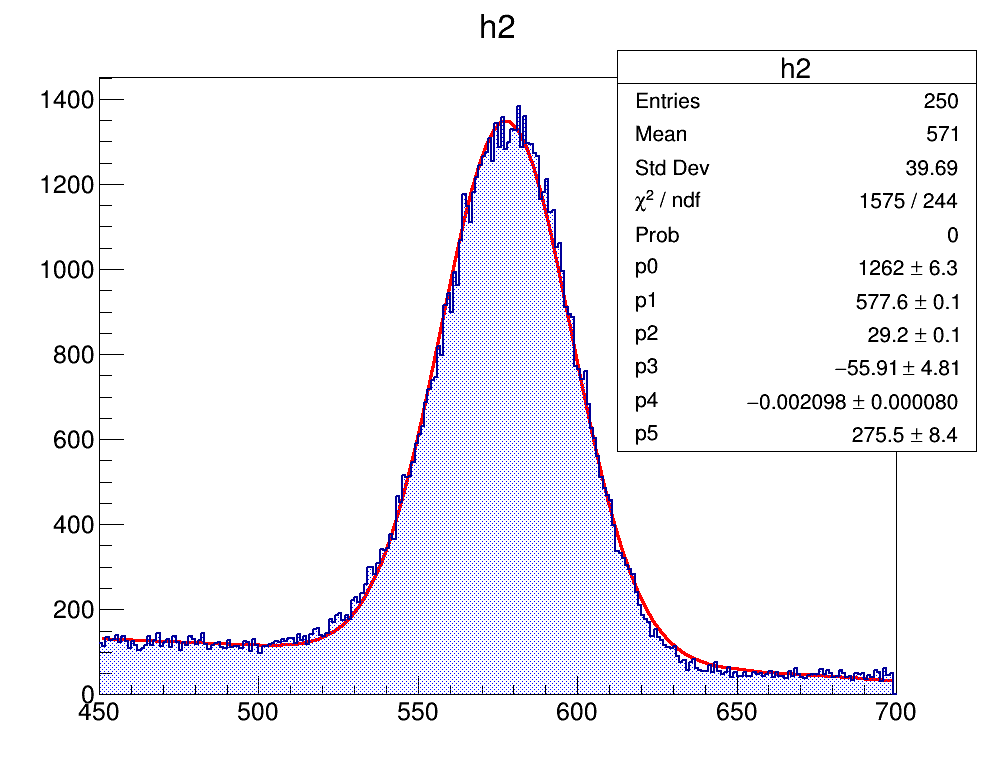 h2
h2
Entries 250
Mean 571
Std Dev 39.69
χ² / ndf 1575 / 244
Prob 0
p0 1262 ± 6.3
p1 577.6 ± 0.1
p2 29.2 ± 0.1
p3 −55.91 ± 4.81
p4 −0.002098 ± 0.000080
p5 275.5 ± 8.4
1400
1200
1000
800
600
400
200
0
450 500 550 600 650 700